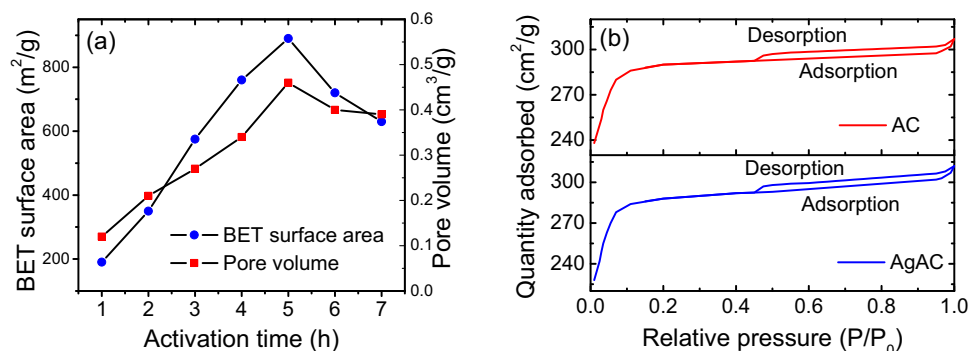 (a)
BET surface area (m²/g)
800
600
400
200
0.6
0.5
0.4
0.3
0.2
0.1
0.0
Pore volume (cm³/g)
BET surface area
Pore volume
1 2 3 4 5 6 7
Activation time (h)
(b)
Quantity adsorbed (cm²/g)
300
270
240
Desorption
Adsorption
AC
300
270
240
Desorption
Adsorption
AgAC
0.0 0.2 0.4 0.6 0.8 1.0
Relative pressure (P/P₀)